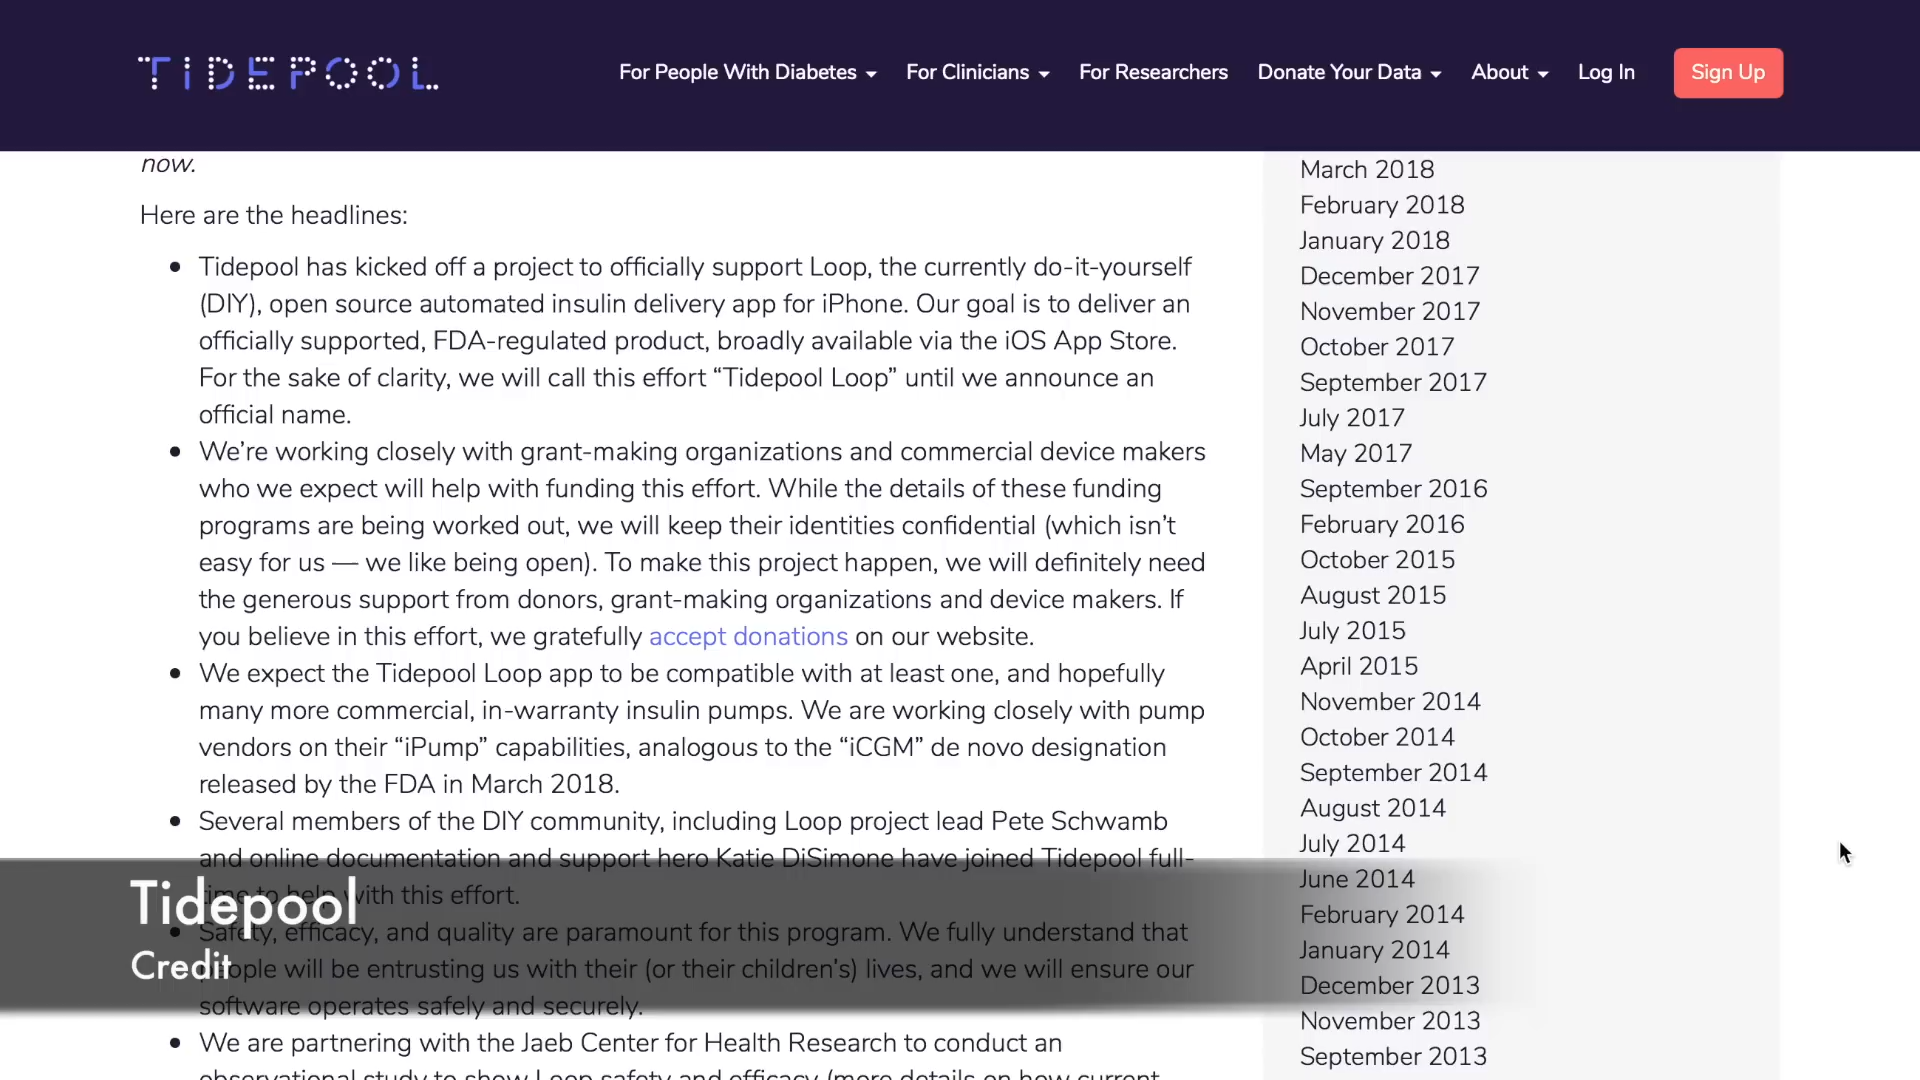 TIDEPOOL
For People With Diabetes
For Clinicians
For Researchers
Donate Your Data
About
Log In
Sign Up
now.
Here are the headlines:
• Tidepool has kicked off a project to officially support Loop, the currently do-it-yourself
(DIY), open source automated insulin delivery app for iPhone. Our goal is to deliver an
officially supported, FDA-regulated product, broadly available via the iOS App Store.
For the sake of clarity, we will call this effort “Tidepool Loop” until we announce an
official name.
• We’re working closely with grant-making organizations and commercial device makers
who we expect will help with funding this effort. While the details of these funding
programs are being worked out, we will keep their identities confidential (which isn’t
easy for us — we like being open). To make this project happen, we will definitely need
the generous support from donors, grant-making organizations and device makers. If
you believe in this effort, we gratefully accept donations on our website.
• We expect the Tidepool Loop app to be compatible with at least one, and hopefully
many more commercial, in-warranty insulin pumps. We are working closely with pump
vendors on their “iPump” capabilities, analogous to the “iCGM” de novo designation
released by the FDA in March 2018.
• Several members of the DIY community, including Loop project lead Pete Schwamb
and online documentation and support hero Katie DiSimone have joined Tidepool full-
time to help with this effort.
• Safety, efficacy, and quality are paramount for this program. We fully understand that
people will be entrusting us with their (or their children's) lives, and we will ensure our
software operates safely and securely.
• We are partnering with the Jaeb Center for Health Research to conduct an
observational study to show Loop safety and efficacy (more details on how current
March 2018
February 2018
January 2018
December 2017
November 2017
October 2017
September 2017
July 2017
May 2017
September 2016
February 2016
October 2015
August 2015
July 2015
April 2015
November 2014
October 2014
September 2014
August 2014
July 2014
June 2014
February 2014
January 2014
December 2013
November 2013
September 2013
Tidepool
Credit